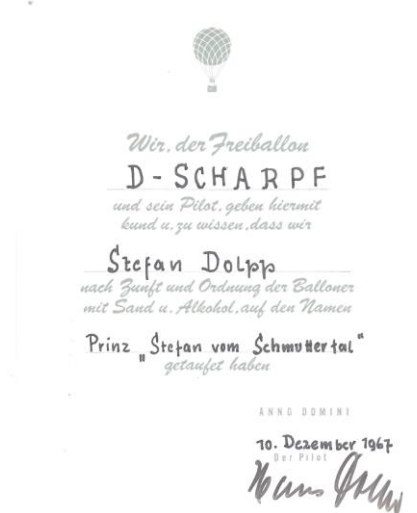 Wir, der Freiballon
D-SCHARPF
und sein Pilot, geben hiermit
kund u. zu wissen, dass wir
Stefan Dolpp
nach Zunft und Ordnung der Balloner
mit Sand u. Alkohol, auf den Namen
Prinz „Stefan vom Schmuttertal"
getaufet haben
ANNO DOMINI
10. Dezember 1967
Der Pilot
Hans